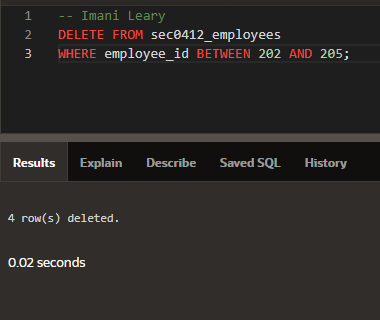 1 -- Imani Leary
2 DELETE FROM sec0412_employees
3 WHERE employee_id BETWEEN 202 AND 205;
Results Explain Describe Saved SQL History
4 row(s) deleted.
0.02 seconds